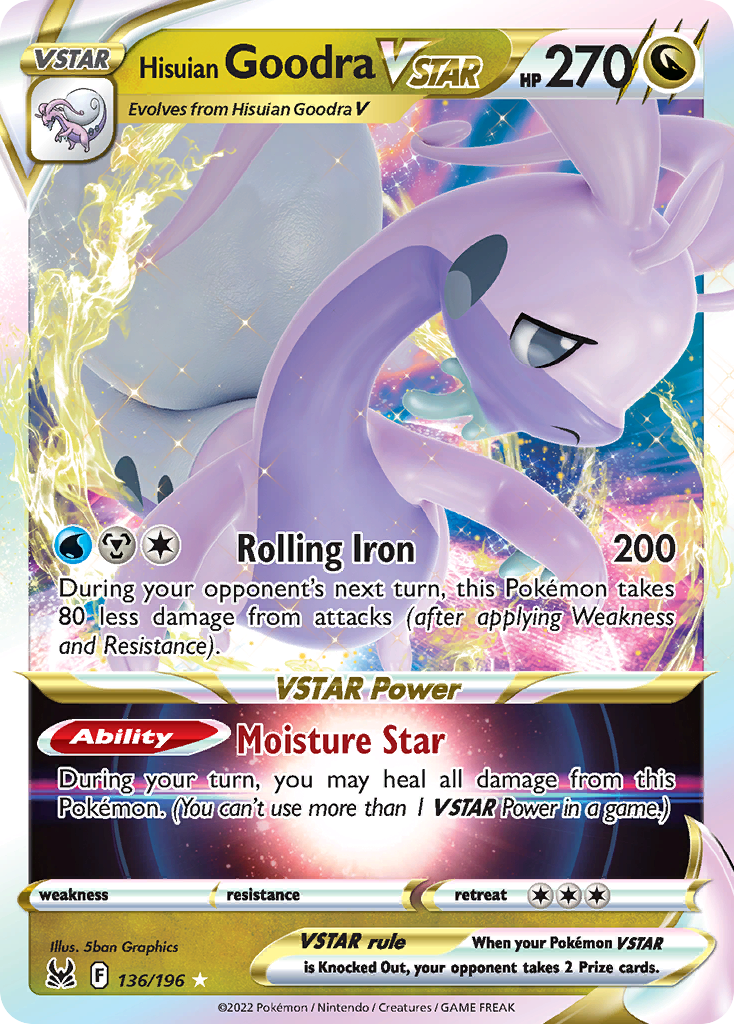 VSTAR Hisuian Goodra VSTAR HP 270
Evolves from Hisuian Goodra V
Rolling Iron 200
During your opponent's next turn, this Pokémon takes
80 less damage from attacks (after applying Weakness
and Resistance).
VSTAR Power
Ability Moisture Star
During your turn, you may heal all damage from this
Pokémon. (You can't use more than 1 VSTAR Power in a game.)
weakness resistance retreat
Illus. 5ban Graphics
VSTAR rule When your Pokémon VSTAR
is Knocked Out, your opponent takes 2 Prize cards.
F 136/196
©2022 Pokémon / Nintendo / Creatures / GAME FREAK